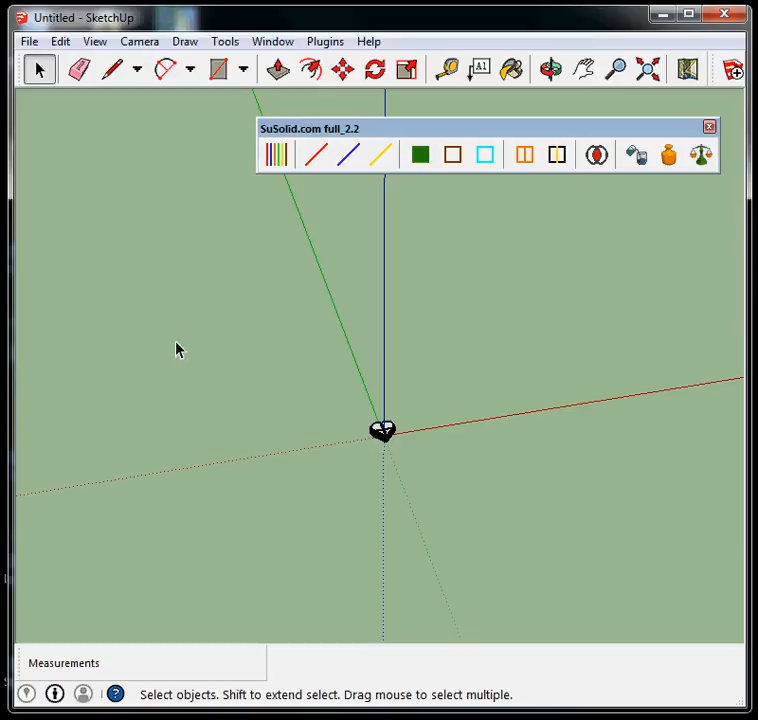 Untitled - SketchUp
File Edit View Camera Draw Tools Window Plugins Help
A1
SuSolid.com full_2.2
Measurements
Select objects. Shift to extend select. Drag mouse to select multiple.